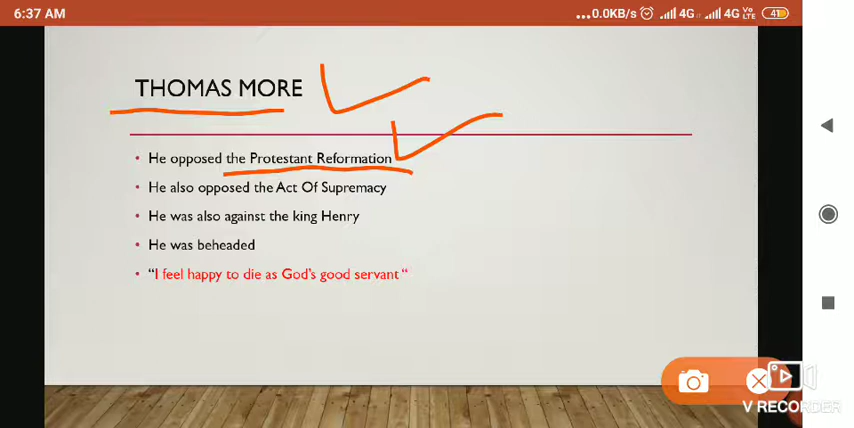 6:37 AM
...0.0KB/s 4G 4G Vo LTE 41
THOMAS MORE
• He opposed the Protestant Reformation
• He also opposed the Act Of Supremacy
• He was also against the king Henry
• He was beheaded
• “I feel happy to die as God's good servant “
V RECORDER